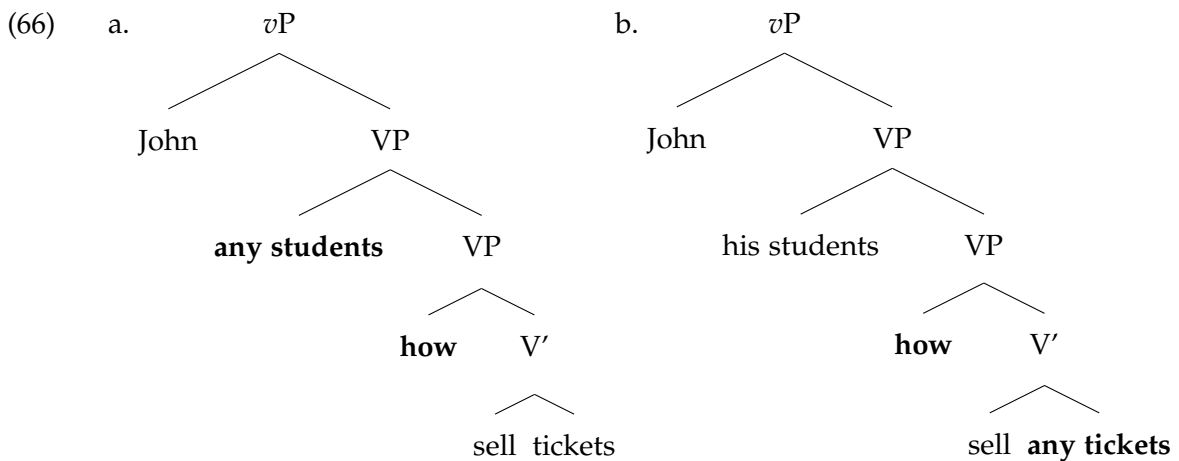 (66) a. vP b. vP
John VP John VP
any students VP his students VP
how V' how V'
sell tickets sell any tickets